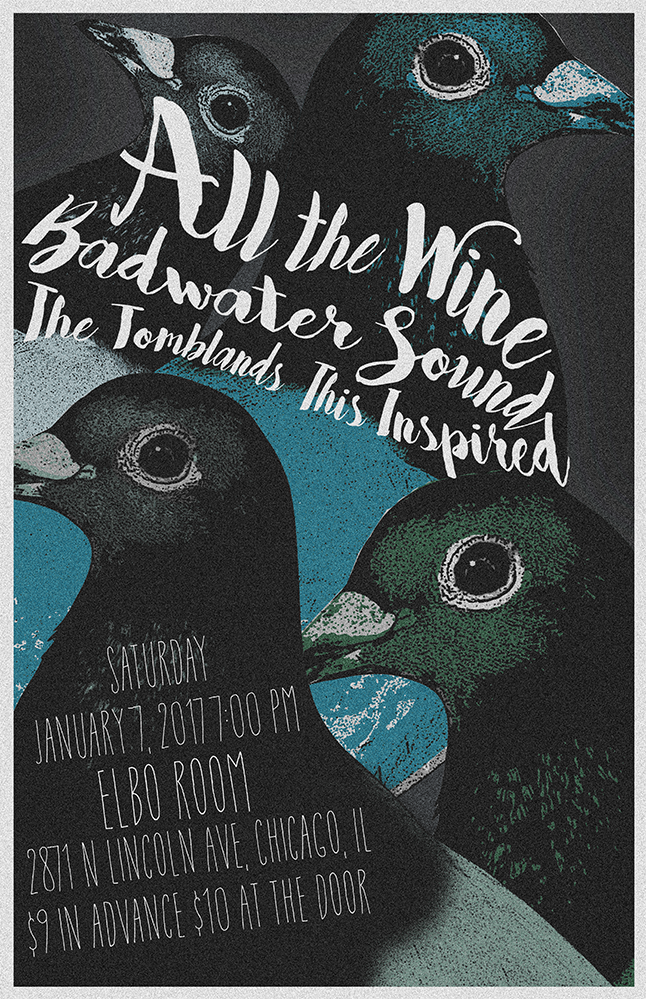 All the Wine
Badwater Sound
The Tomblands This Inspired
SATURDAY
JANUARY 7, 2017 7:00 PM
ELBO ROOM
2871 N LINCOLN AVE, CHICAGO, IL
$9 IN ADVANCE $10 AT THE DOOR